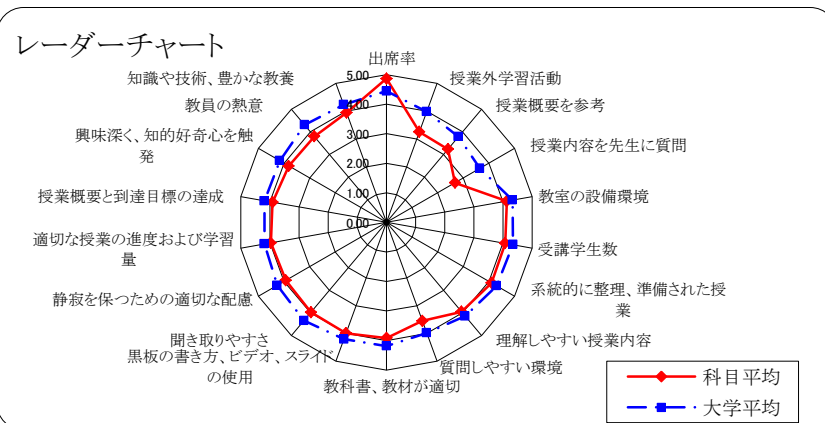 レーダーチャート
出席率
授業外学習活動
授業概要を参考
授業内容を先生に質問
教室の設備環境
受講学生数
系統的に整理、準備された授
業
理解しやすい授業内容
質問しやすい環境
教科書、教材が適切
黒板の書き方、ビデオ、スライド
の使用
聞き取りやすさ
静寂を保つための適切な配慮
適切な授業の進度および学習
量
授業概要と到達目標の達成
興味深く、知的好奇心を触
発
教員の熱意
知識や技術、豊かな教養
5.00
4.00
3.00
2.00
1.00
0.00
科目平均
大学平均